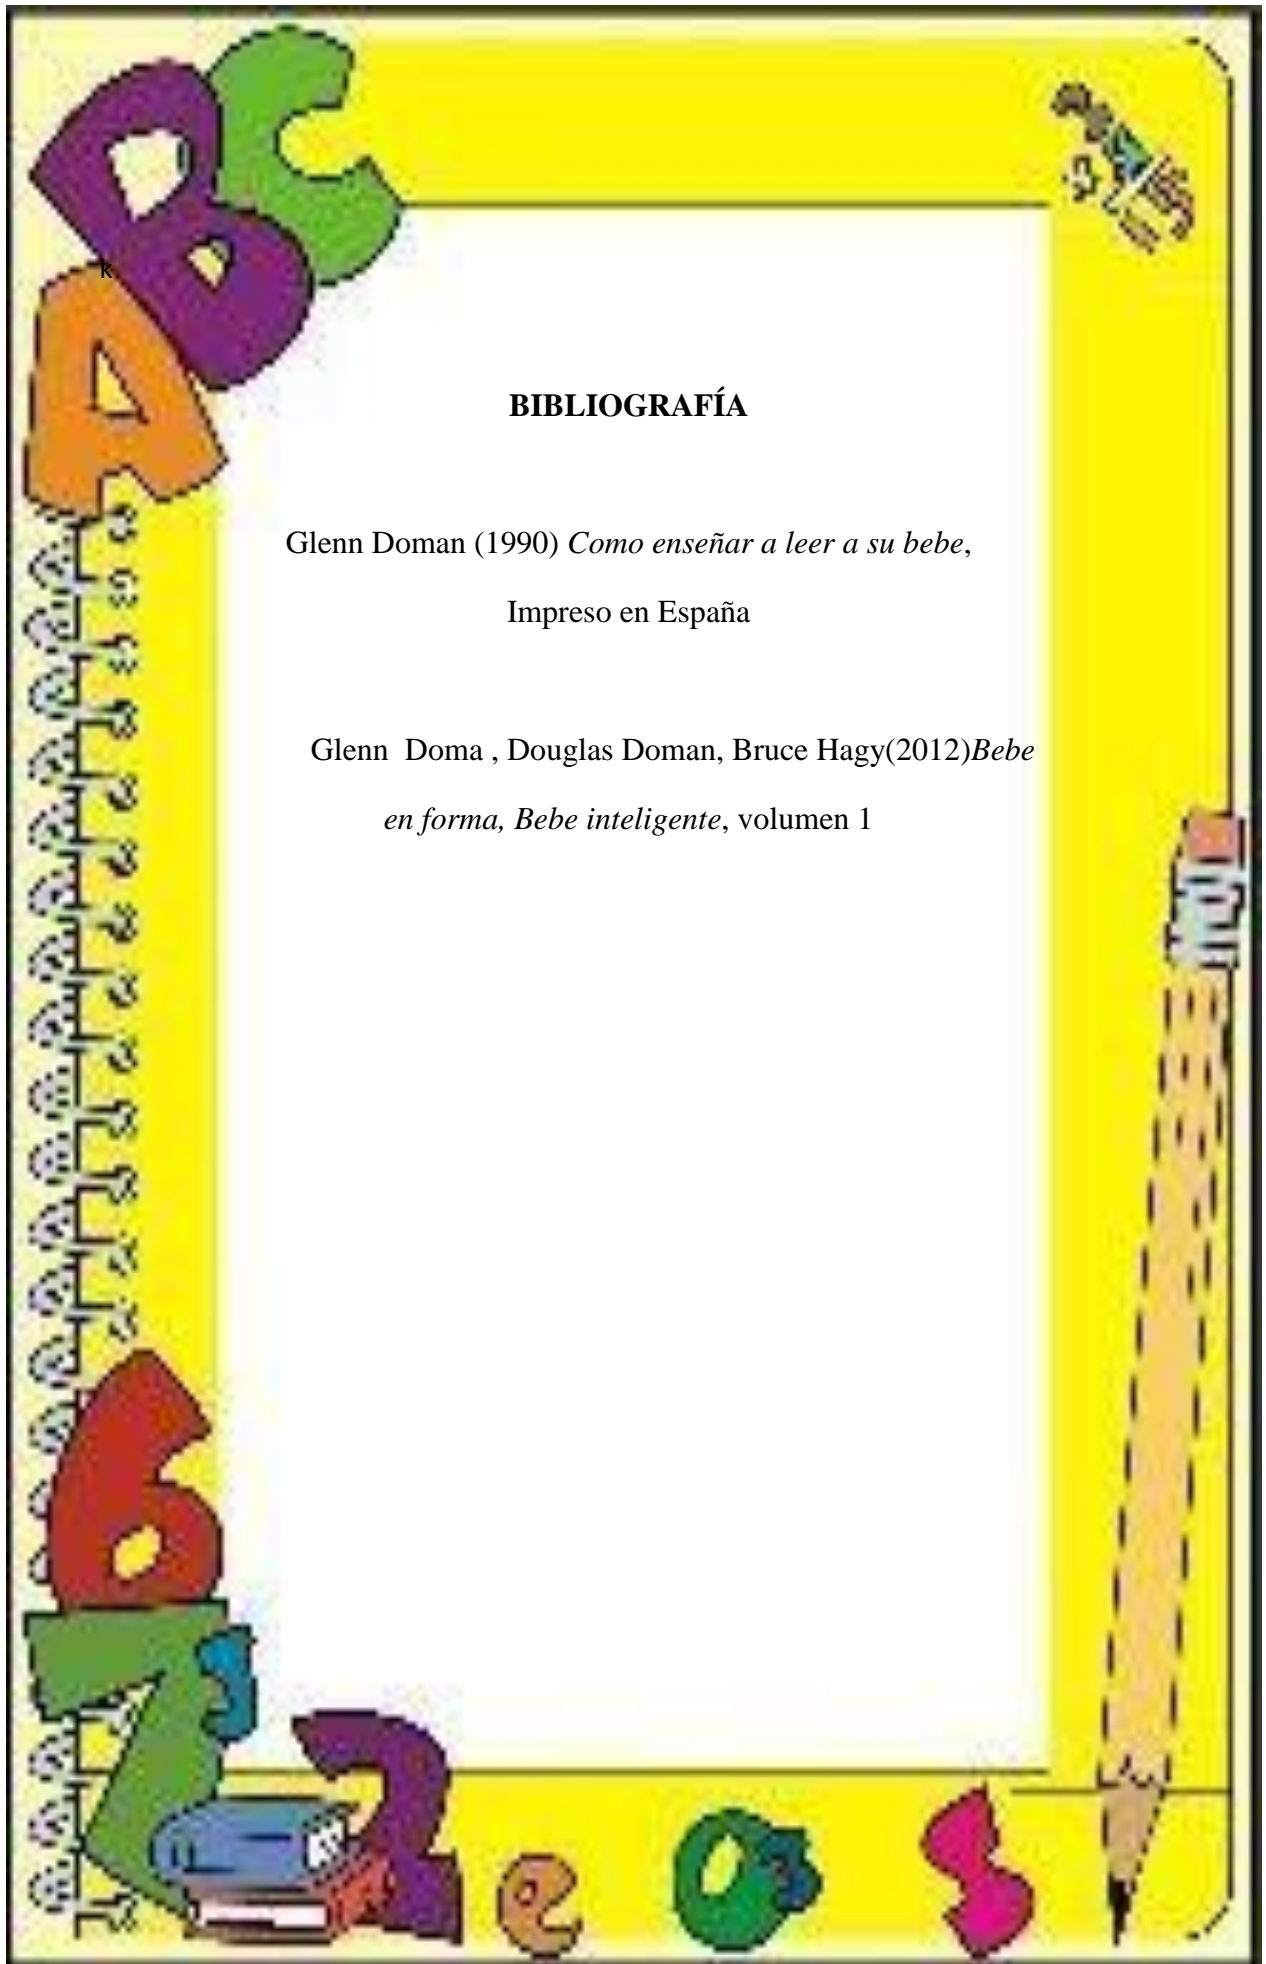 k
BIBLIOGRAFÍA
Glenn Doman (1990) Como enseñar a leer a su bebe,
Impreso en España
Glenn  Doma , Douglas Doman, Bruce Hagy(2012)Bebe
en forma, Bebe inteligente, volumen 1